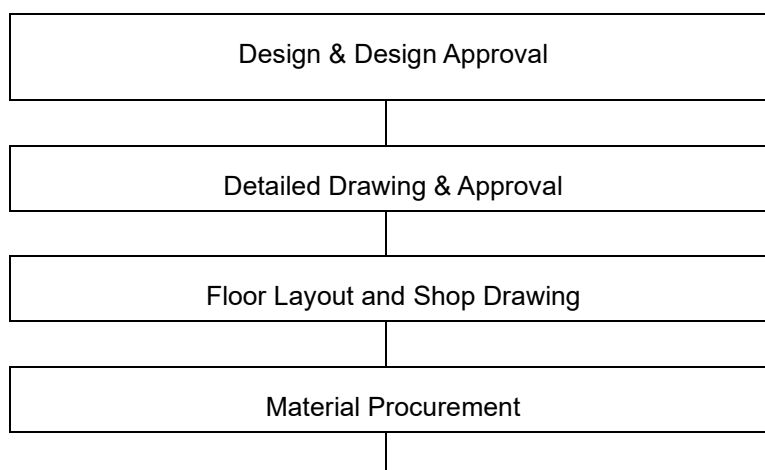 Design & Design Approval
Detailed Drawing & Approval
Floor Layout and Shop Drawing
Material Procurement